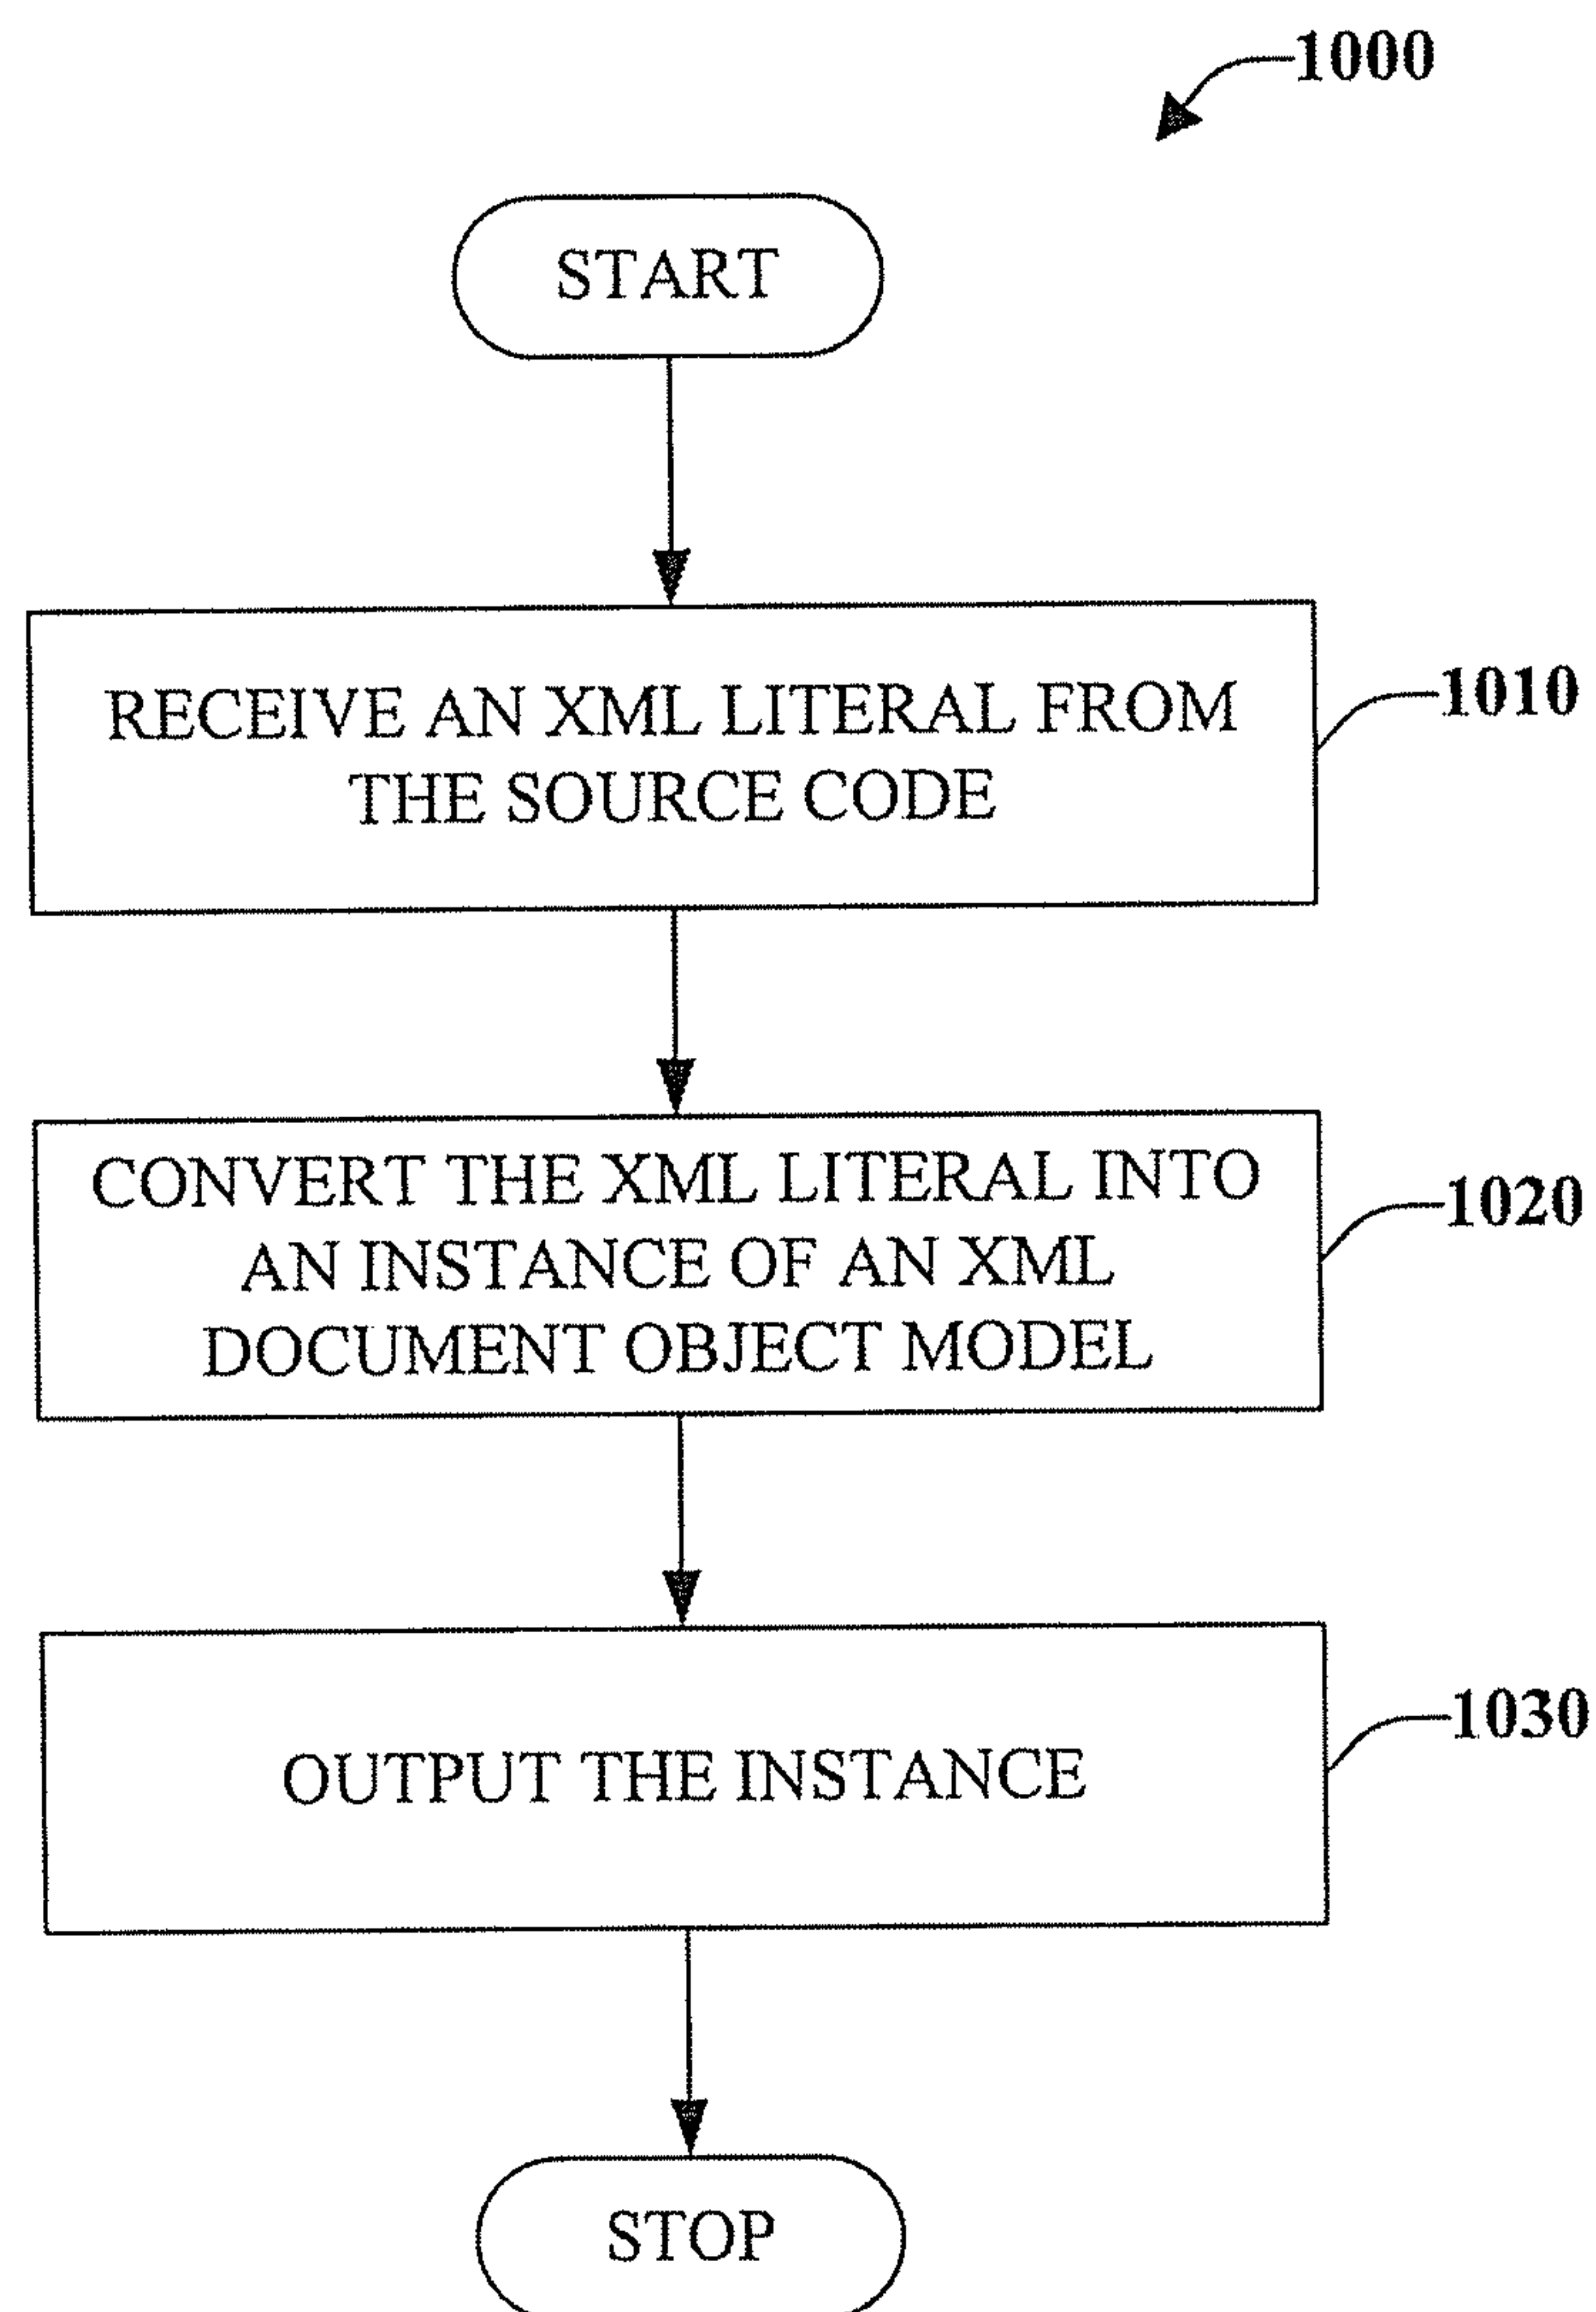 1000
START
RECEIVE AN XML LITERAL FROM
THE SOURCE CODE
1010
CONVERT THE XML LITERAL INTO
AN INSTANCE OF AN XML
DOCUMENT OBJECT MODEL
1020
OUTPUT THE INSTANCE
1030
STOP